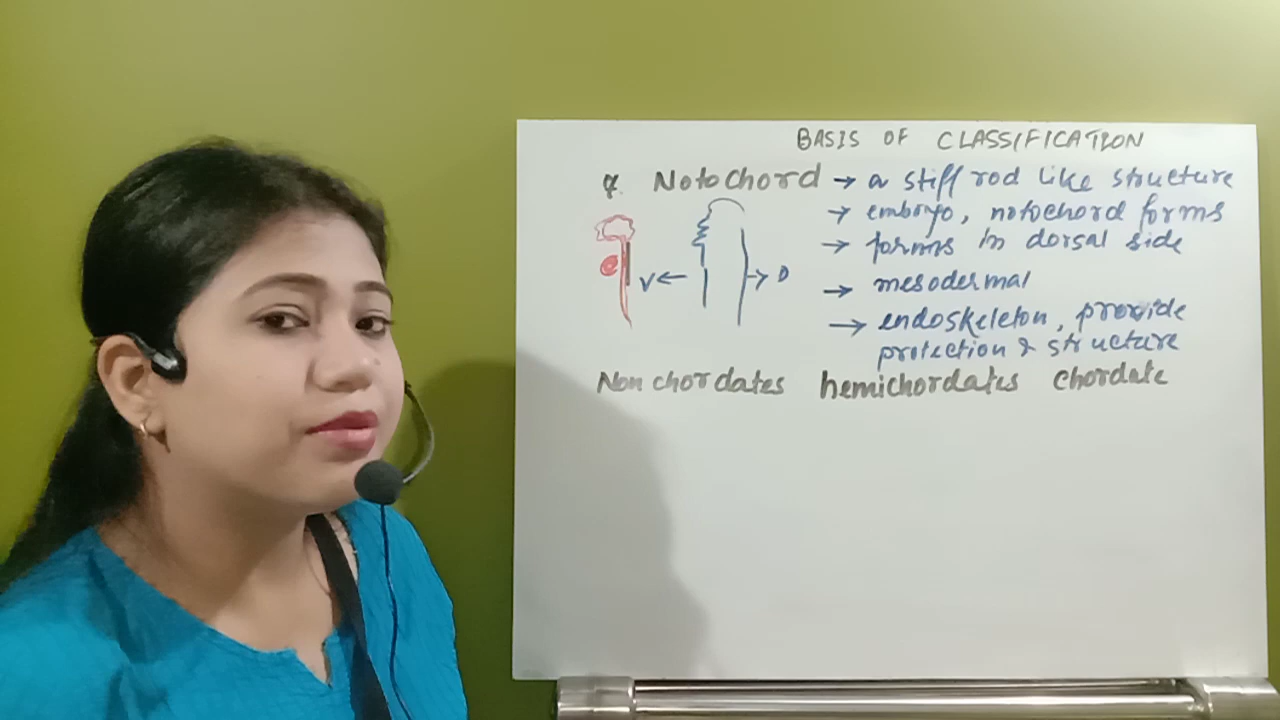 BASIS OF CLASSIFICATION
7. Notochord → a stiff rod like structure
→ embryo, notochord forms
→ forms in dorsal side
V ← → D
→ mesodermal
→ endoskeleton, provide
protection & structure
Non chordates hemichordates chordate